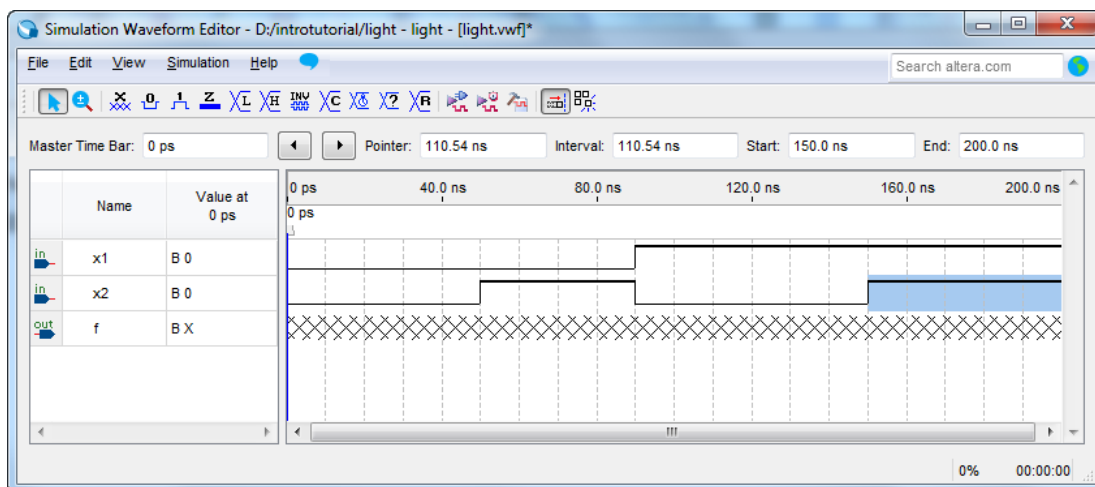 Simulation Waveform Editor - D:/introtutorial/light - light - [light.vwf]*
File Edit View Simulation Help
Search altera.com
Master Time Bar: 0 ps Pointer: 110.54 ns Interval: 110.54 ns Start: 150.0 ns End: 200.0 ns
Name Value at 0 ps
0 ps 40.0 ns 80.0 ns 120.0 ns 160.0 ns 200.0 ns
0 ps
in x1 B 0
in x2 B 0
out f B X
0% 00:00:00